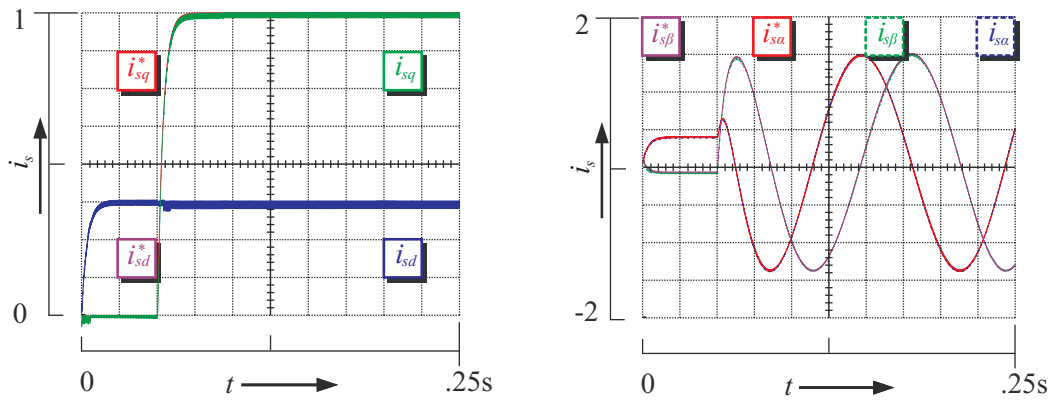 1
i*sq
isq
is
i*sd
isd
0
0
t
.25s
2
i*sβ
i*sα
isβ
isα
is
-2
0
t
.25s